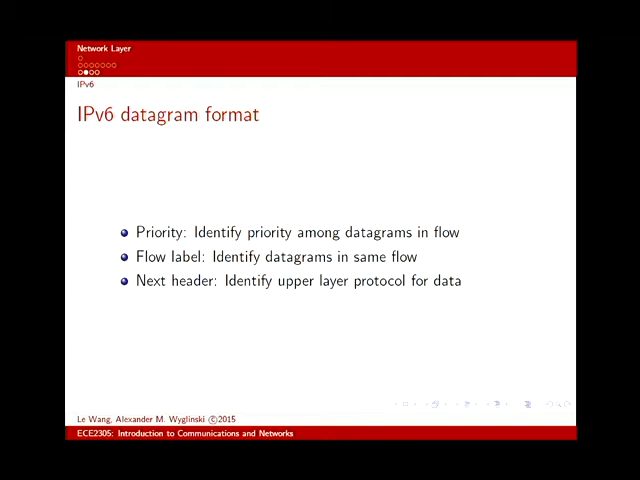 Network Layer
IPv6
IPv6 datagram format
Priority: Identify priority among datagrams in flow
Flow label: Identify datagrams in same flow
Next header: Identify upper layer protocol for data
Le Wang, Alexander M. Wyglinski ©2015
ECE2305: Introduction to Communications and Networks